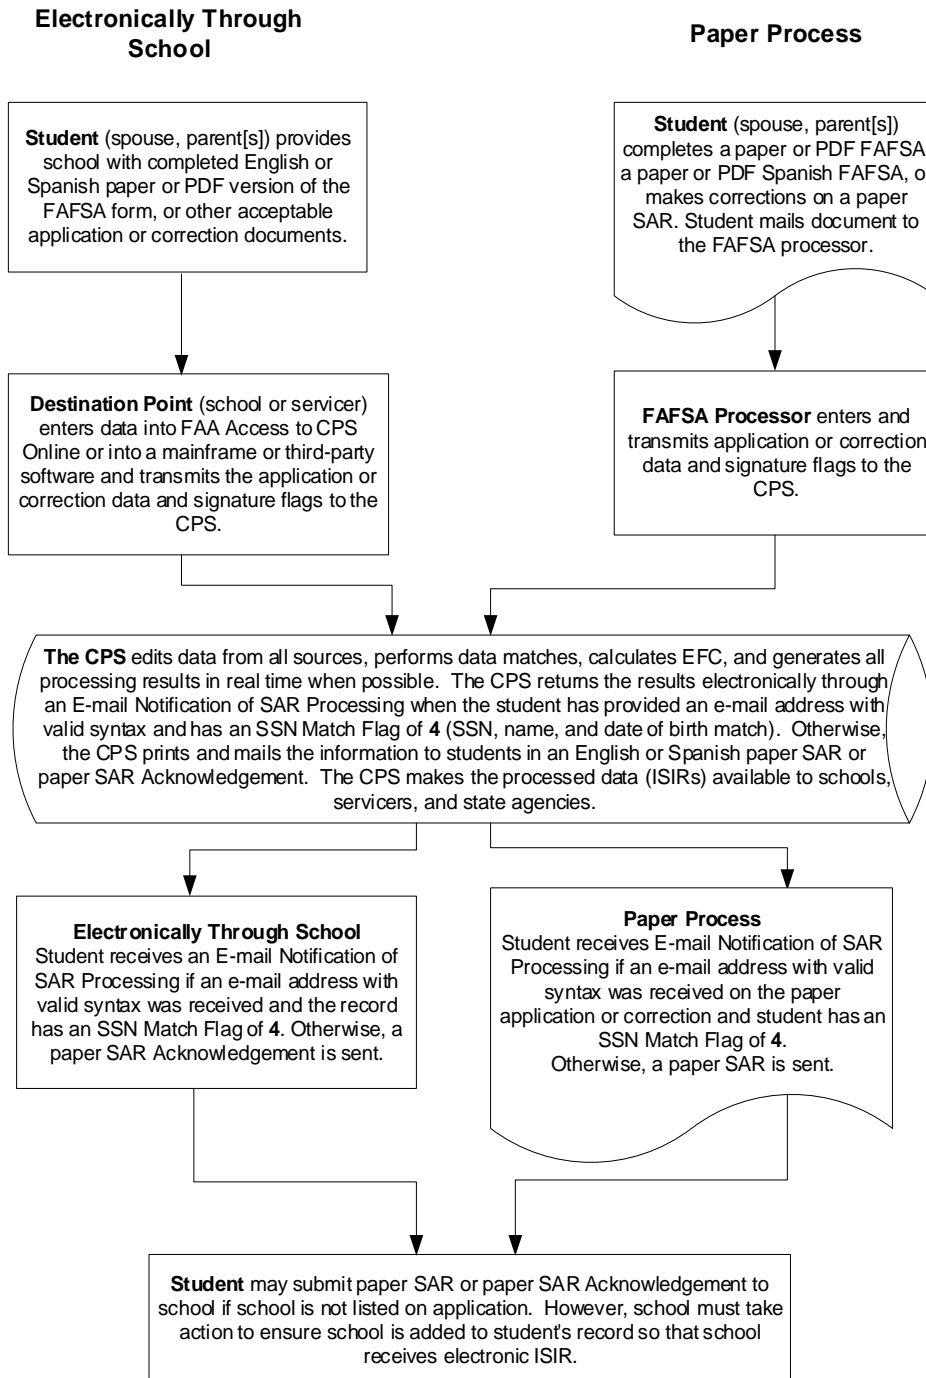 Electronically Through
School
Paper Process
Student (spouse, parent[s]) provides
school with completed English or
Spanish paper or PDF version of the
FAFSA form, or other acceptable
application or correction documents.
Student (spouse, parent[s])
completes a paper or PDF FAFSA
a paper or PDF Spanish FAFSA, o
makes corrections on a paper
SAR. Student mails document to
the FAFSA processor.
Destination Point (school or servicer)
enters data into FAA Access to CPS
Online or into a mainframe or third-party
software and transmits the application or
correction data and signature flags to the
CPS.
FAFSA Processor enters and
transmits application or correction
data and signature flags to the
CPS.
The CPS edits data from all sources, performs data matches, calculates EFC, and generates all
processing results in real time when possible. The CPS returns the results electronically through
an E-mail Notification of SAR Processing when the student has provided an e-mail address with
valid syntax and has an SSN Match Flag of 4 (SSN, name, and date of birth match). Otherwise,
the CPS prints and mails the information to students in an English or Spanish paper SAR or
paper SAR Acknowledgement. The CPS makes the processed data (ISIRs) available to schools,
servicers, and state agencies.
Electronically Through School
Student receives an E-mail Notification of
SAR Processing if an e-mail address with
valid syntax was received and the record
has an SSN Match Flag of 4. Otherwise, a
paper SAR Acknowledgement is sent.
Paper Process
Student receives E-mail Notification of SAR
Processing if an e-mail address with valid
syntax was received on the paper
application or correction and student has an
SSN Match Flag of 4.
Otherwise, a paper SAR is sent.
Student may submit paper SAR or paper SAR Acknowledgement to
school if school is not listed on application. However, school must take
action to ensure school is added to student's record so that school
receives electronic ISIR.